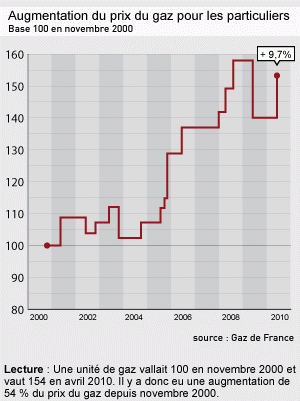 Augmentation du prix du gaz pour les particuliers
Base 100 en novembre 2000
+ 9,7%
160
150
140
130
120
110
100
90
80
2000 2002 2004 2006 2008 2010
source : Gaz de France
Lecture : Une unité de gaz vallait 100 en novembre 2000 et
vaut 154 en avril 2010. Il y a donc eu une augmentation de
54 % du prix du gaz depuis novembre 2000.